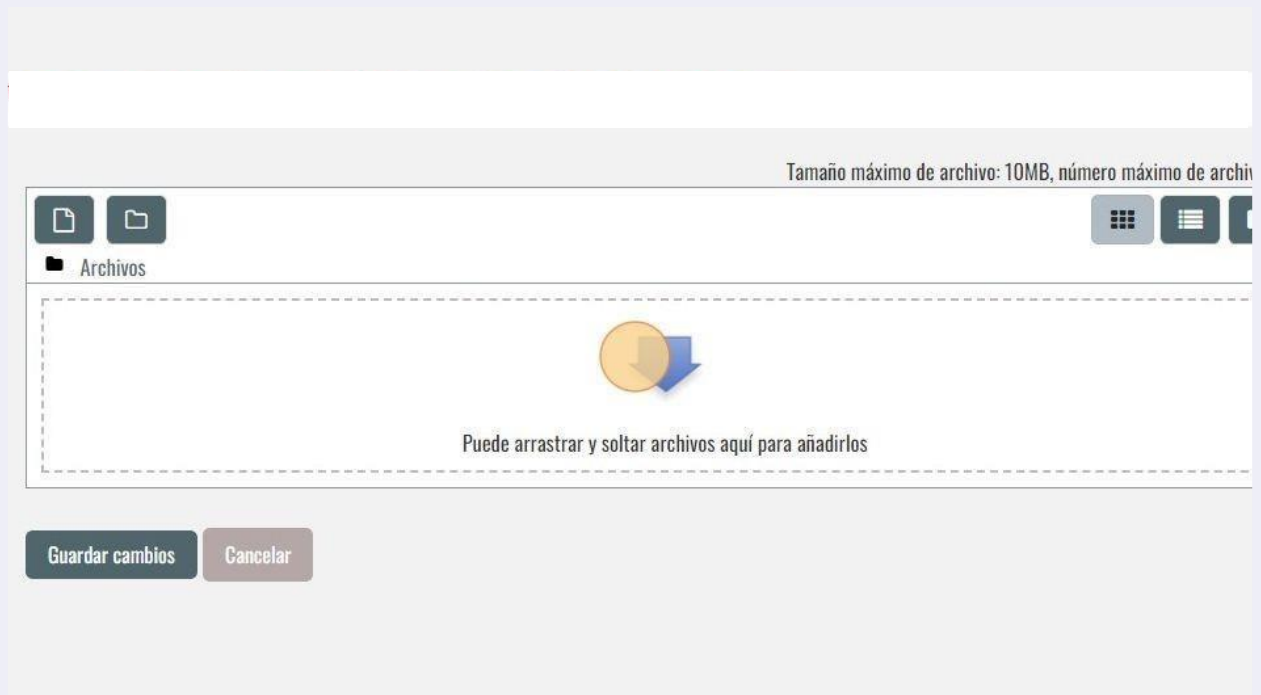 Tamaño máximo de archivo: 10MB, número máximo de
Archivos
Puede arrastrar y soltar archivos aquí para añadirlos
Guardar cambios
Cancelar